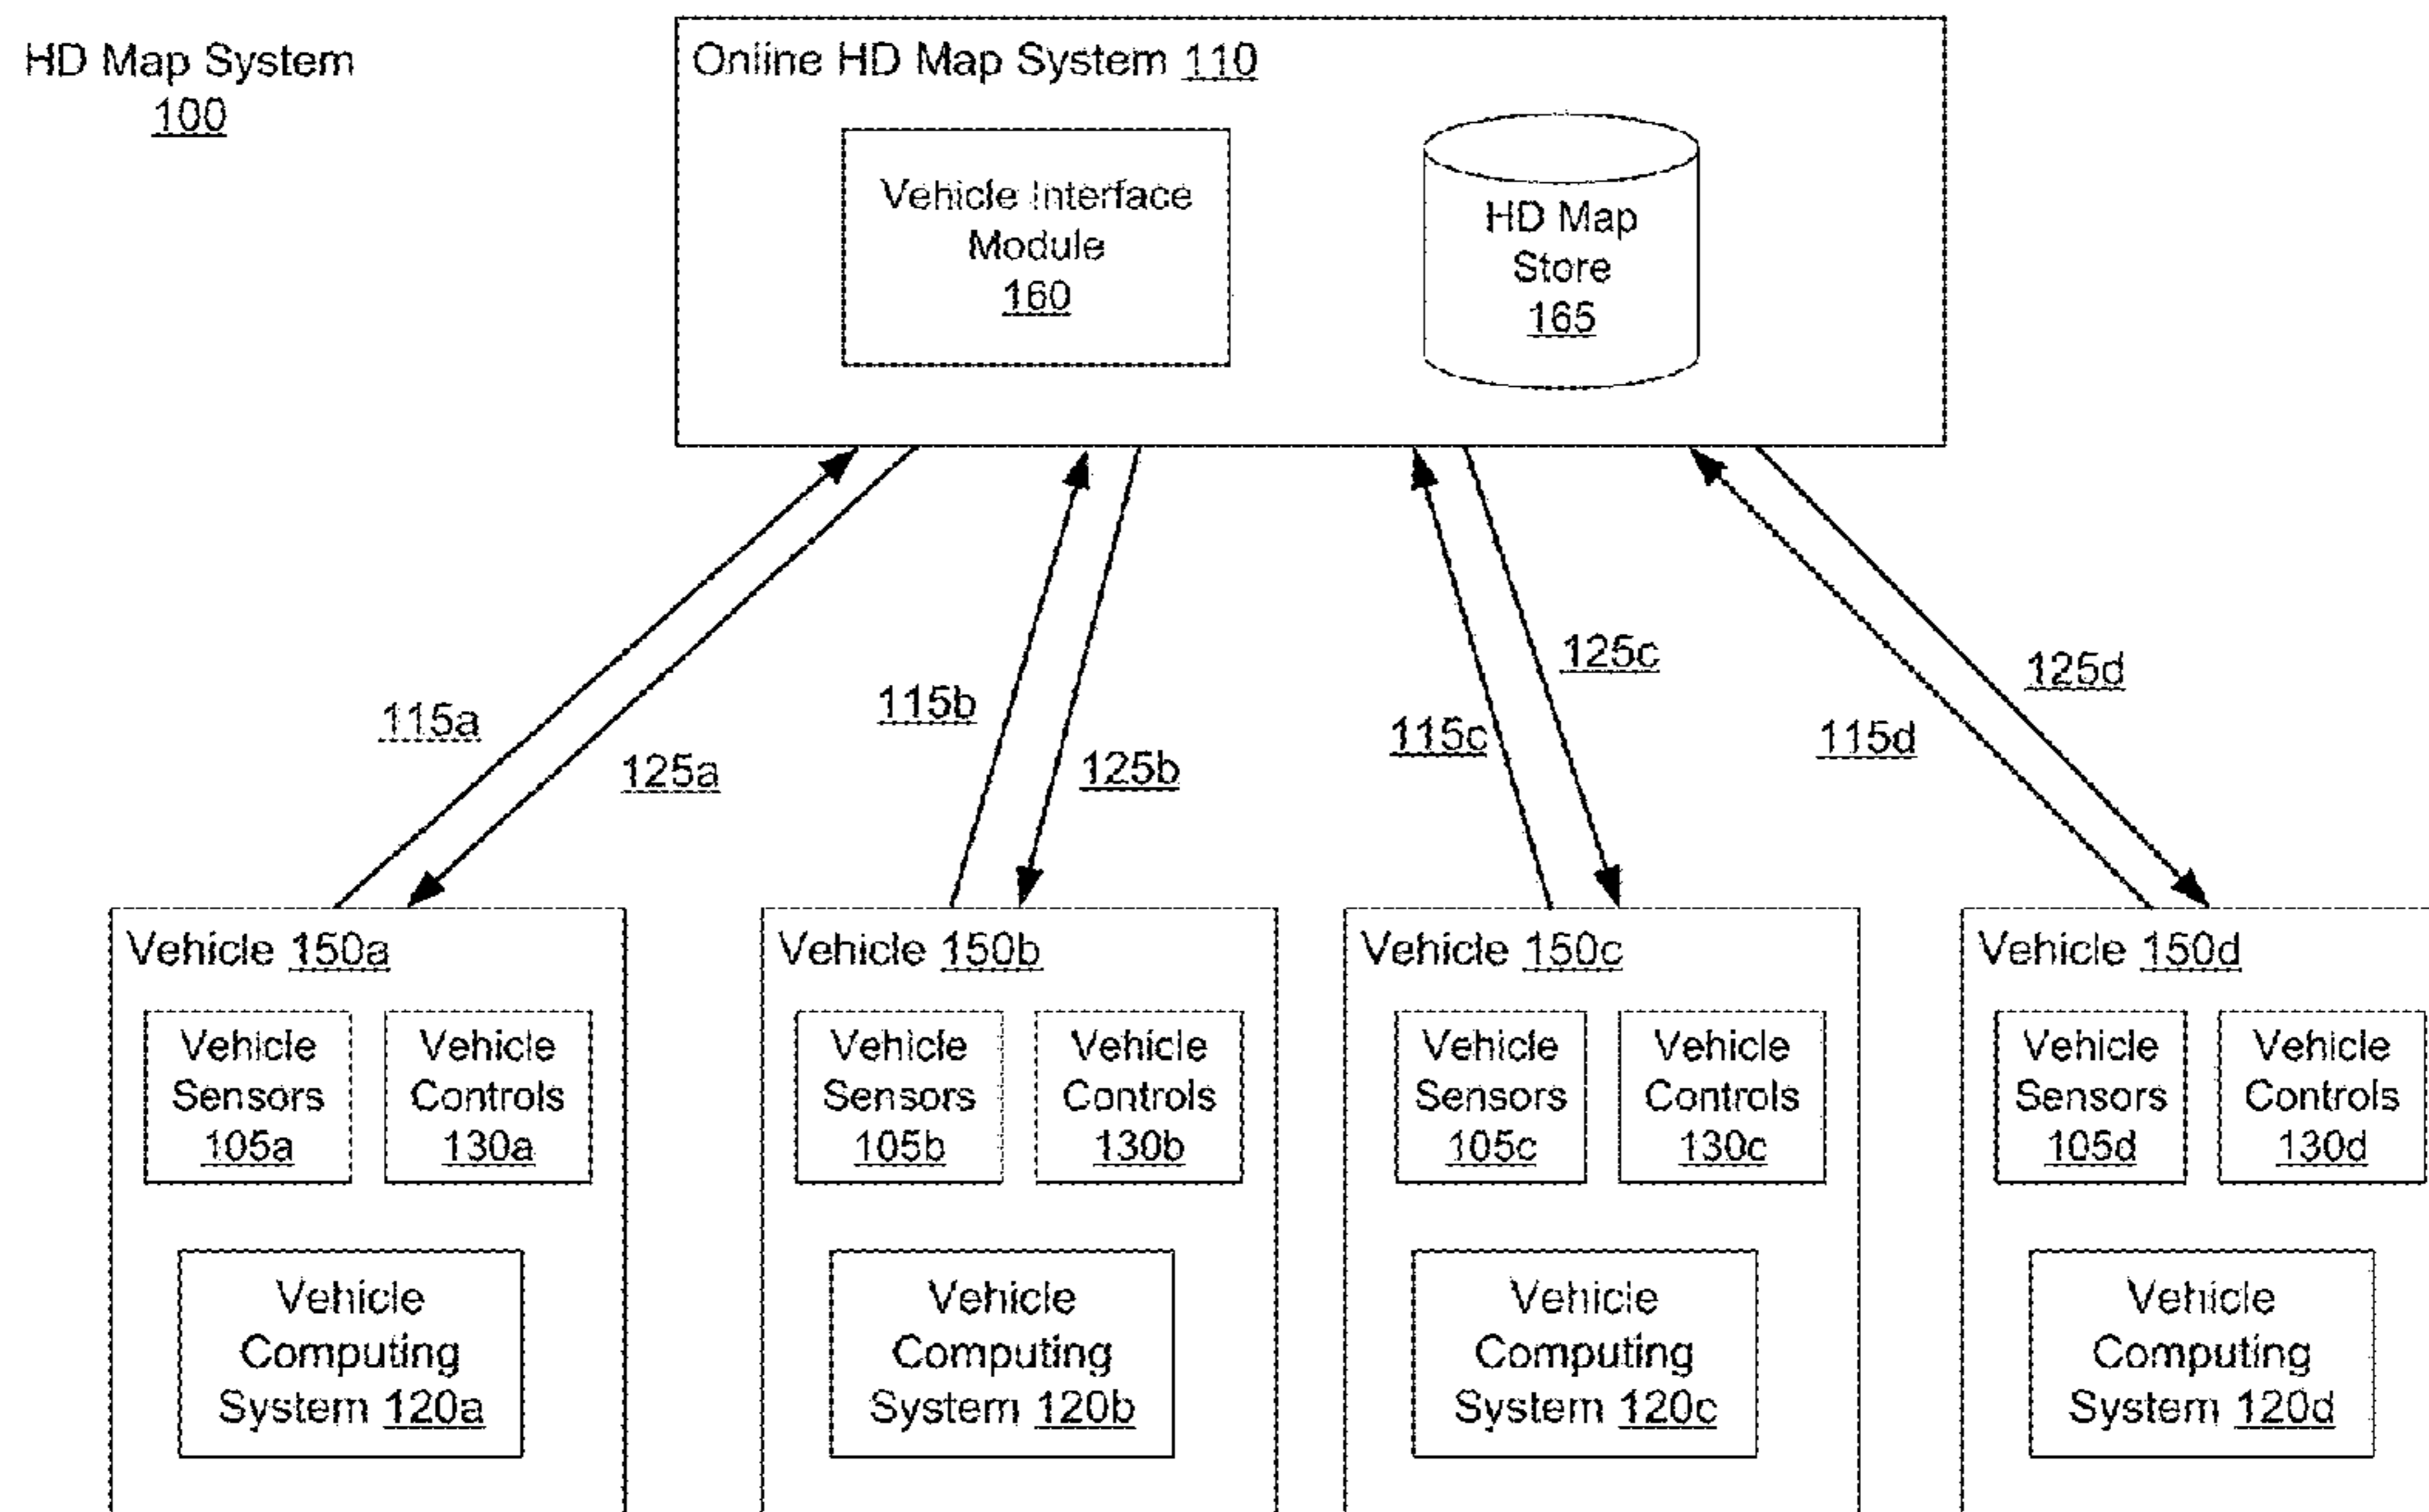 HD Map System
100
Online HD Map System 110
Vehicle Interface
Module
160
HD Map
Store
165
115a
125a
115b
125b
115c
125c
115d
125d
Vehicle 150a
Vehicle
Sensors
105a
Vehicle
Controls
130a
Vehicle
Computing
System 120a
Vehicle 150b
Vehicle
Sensors
105b
Vehicle
Controls
130b
Vehicle
Computing
System 120b
Vehicle 150c
Vehicle
Sensors
105c
Vehicle
Controls
130c
Vehicle
Computing
System 120c
Vehicle 150d
Vehicle
Sensors
105d
Vehicle
Controls
130d
Vehicle
Computing
System 120d